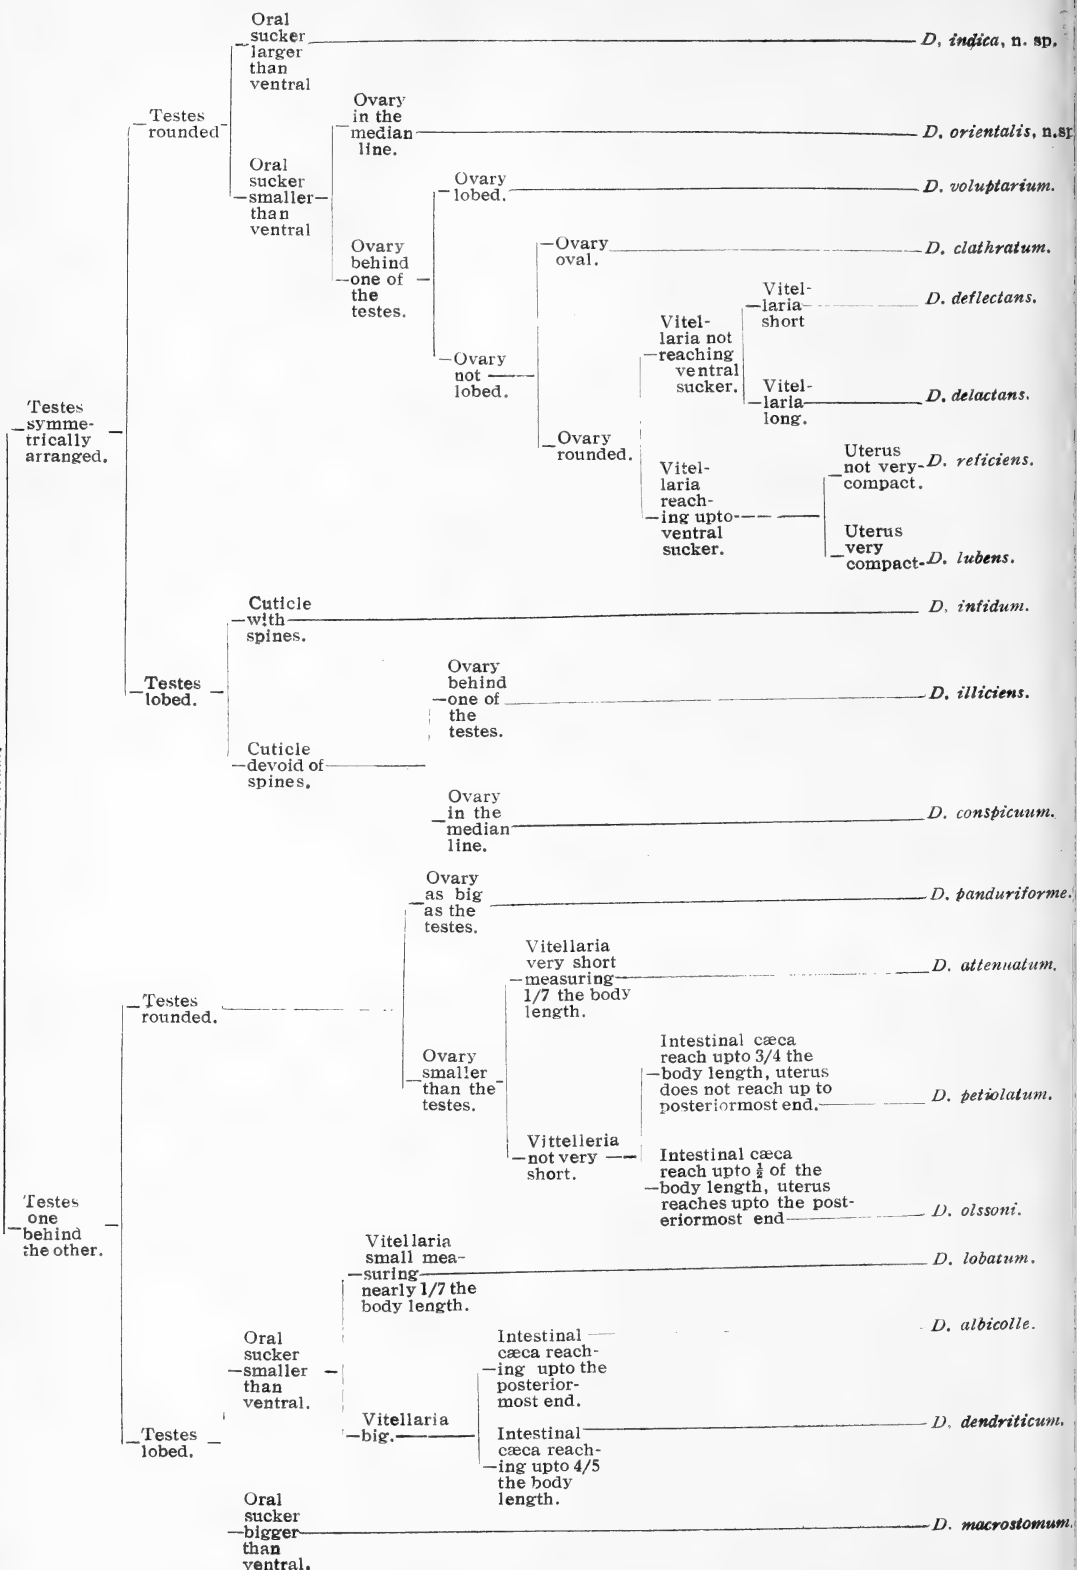 Oral
sucker
larger
than
ventral
D, indica, n. sp.
Testes
rounded
Ovary
in the
median
line.
D. orientalis, n.sp
Oral
sucker
smaller
than
ventral
Ovary
lobed.
D. voluptarium.
Ovary
behind
one of
the
testes.
Ovary
oval.
D. clathratum.
Ovary
not
lobed.
Vitel-
laria not
reaching
ventral
sucker.
Vitel-
laria
short
D. deflectans.
Vitel-
laria
long.
D. delactans.
Testes
symme-
trically
arranged.
Ovary
rounded.
Vitel-
laria
reach-
ing upto
ventral
sucker.
Uterus
not very
compact.
D. reficiens.
Uterus
very
compact
D. lubens.
Cuticle
with
spines.
D, infidum.
Testes
lobed.
Ovary
behind
one of
the
testes.
D. illiciens.
Cuticle
devoid of
spines.
Ovary
in the
median
line.
D. conspicuum.
Ovary
as big
as the
testes.
D. panduriforme.
Testes
rounded.
Vitellaria
very short
measuring
1/7 the body
length.
D. attenuatum.
Ovary
smaller
than the
testes.
Intestinal cæca
reach upto 3/4 the
body length, uterus
does not reach up to
posteriormost end.
D. petiolatum.
Vittelleria
not very
short.
Intestinal cæca
reach upto ½ of the
body length, uterus
reaches upto the post-
eriormost end
D. olssoni.
Testes
one
behind
the other.
Vitellaria
small mea-
suring
nearly 1/7 the
body length.
D. lobatum.
Oral
sucker
smaller
than
ventral.
Intestinal
cæca reach-
ing upto the
posterior-
most end.
D. albicolle.
Testes
lobed.
Vitellaria
big.
Intestinal
cæca reach-
ing upto 4/5
the body
length.
D, dendriticum.
Oral
sucker
bigger
than
ventral.
D. macrostomum.